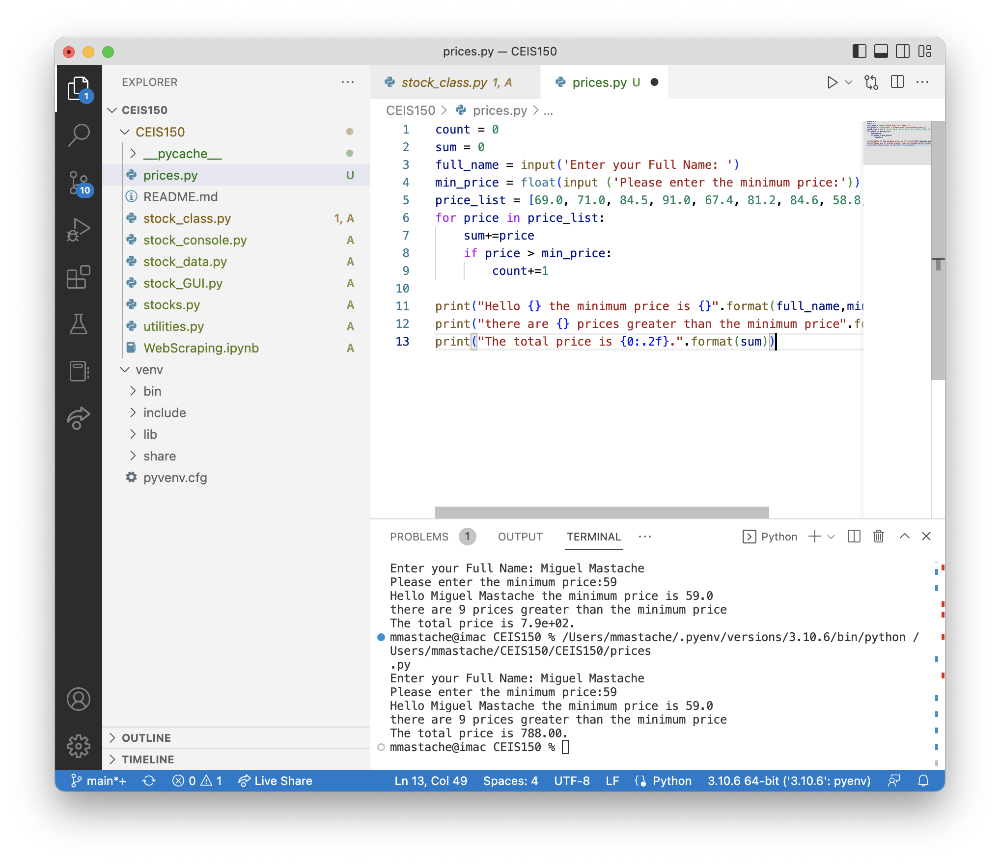 prices.py — CEIS150
EXPLORER
CEIS150
CEIS150
__pycache__
prices.py U
README.md
stock_class.py 1, A
stock_console.py A
stock_data.py A
stock_GUI.py A
stocks.py A
utilities.py A
WebScraping.ipynb A
venv
bin
include
lib
share
pyvenv.cfg
OUTLINE
TIMELINE
1
10
stock_class.py 1, A
prices.py U
CEIS150 > prices.py > ...
1 count = 0
2 sum = 0
3 full_name = input('Enter your Full Name: ')
4 min_price = float(input ('Please enter the minimum price:'))
5 price_list = [69.0, 71.0, 84.5, 91.0, 67.4, 81.2, 84.6, 58.8,
6 for price in price_list:
7 sum+=price
8 if price > min_price:
9 count+=1
10
11 print("Hello {} the minimum price is {}".format(full_name,min
12 print("there are {} prices greater than the minimum price".fo
13 print("The total price is {0:.2f}.".format(sum))
PROBLEMS 1 OUTPUT TERMINAL ... Python
Enter your Full Name: Miguel Mastache
Please enter the minimum price:59
Hello Miguel Mastache the minimum price is 59.0
there are 9 prices greater than the minimum price
The total price is 7.9e+02.
mmastache@imac CEIS150 % /Users/mmastache/.pyenv/versions/3.10.6/bin/python /
Users/mmastache/CEIS150/CEIS150/prices
.py
Enter your Full Name: Miguel Mastache
Please enter the minimum price:59
Hello Miguel Mastache the minimum price is 59.0
there are 9 prices greater than the minimum price
The total price is 788.00.
mmastache@imac CEIS150 %
main*+ 0 1 Live Share Ln 13, Col 49 Spaces: 4 UTF-8 LF Python 3.10.6 64-bit ('3.10.6': pyenv)